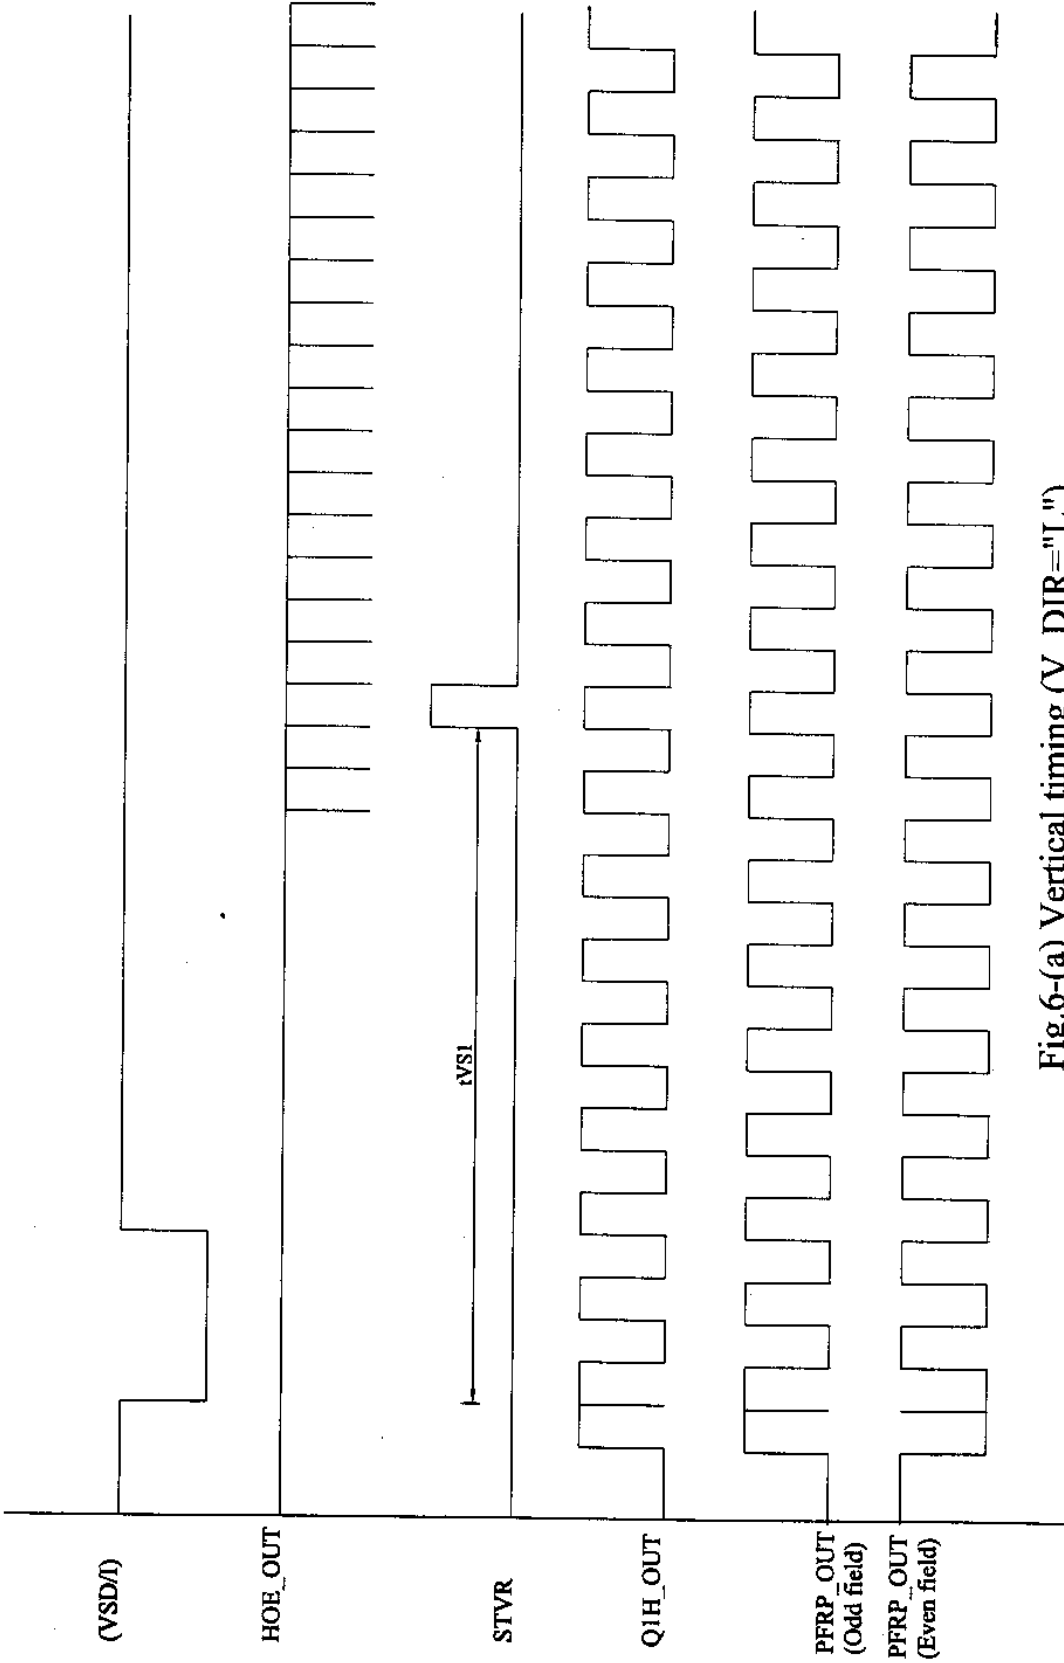 (VSD/I)
HOE_OUT
STVR
tVS1
Q1H_OUT
PFRP_OUT
(Odd field)
PFRP_OUT
(Even field)
Fig.6-(a) Vertical timing (V_DIR="L")